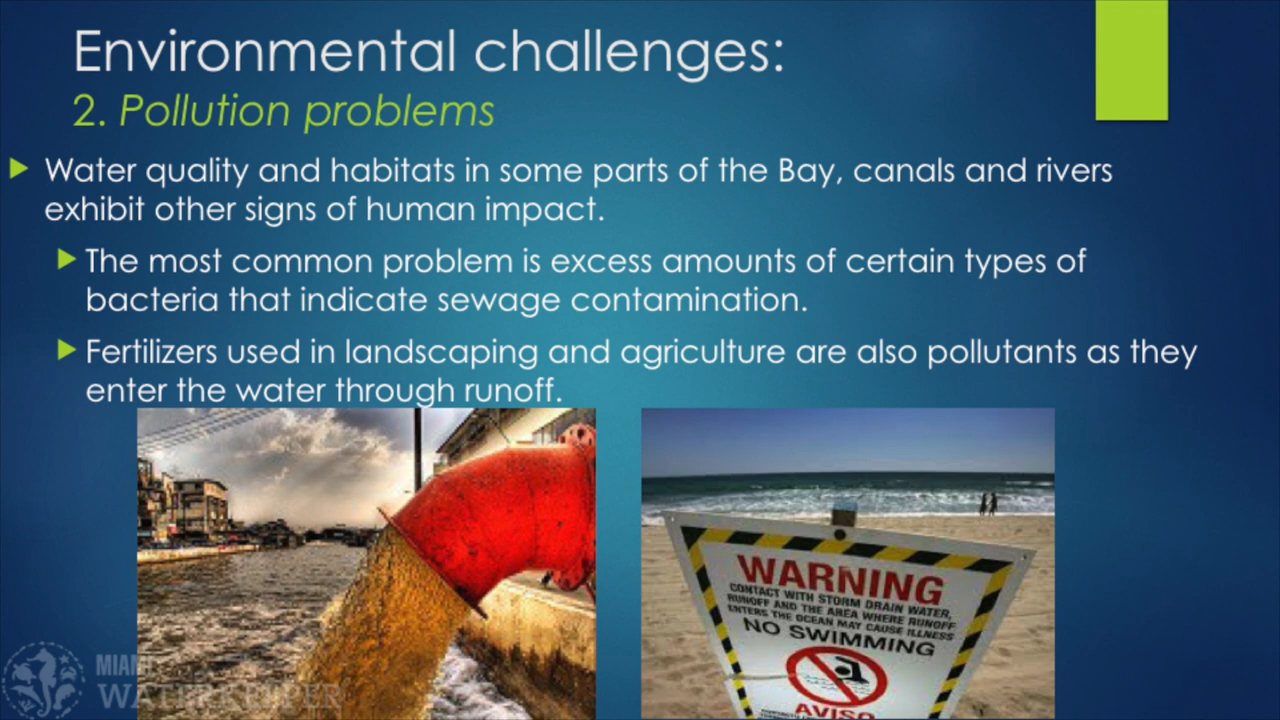 Environmental challenges:
2. Pollution problems
Water quality and habitats in some parts of the Bay, canals and rivers
exhibit other signs of human impact.
The most common problem is excess amounts of certain types of
bacteria that indicate sewage contamination.
Fertilizers used in landscaping and agriculture are also pollutants as they
enter the water through runoff.
WARNING
CONTACT WITH STORM DRAIN WATER,
RUNOFF AND THE AREA WHERE RUNOFF
ENTERS THE OCEAN MAY CAUSE ILLNESS
NO SWIMMING
AVISO
MIAMI
WATERKEEPER